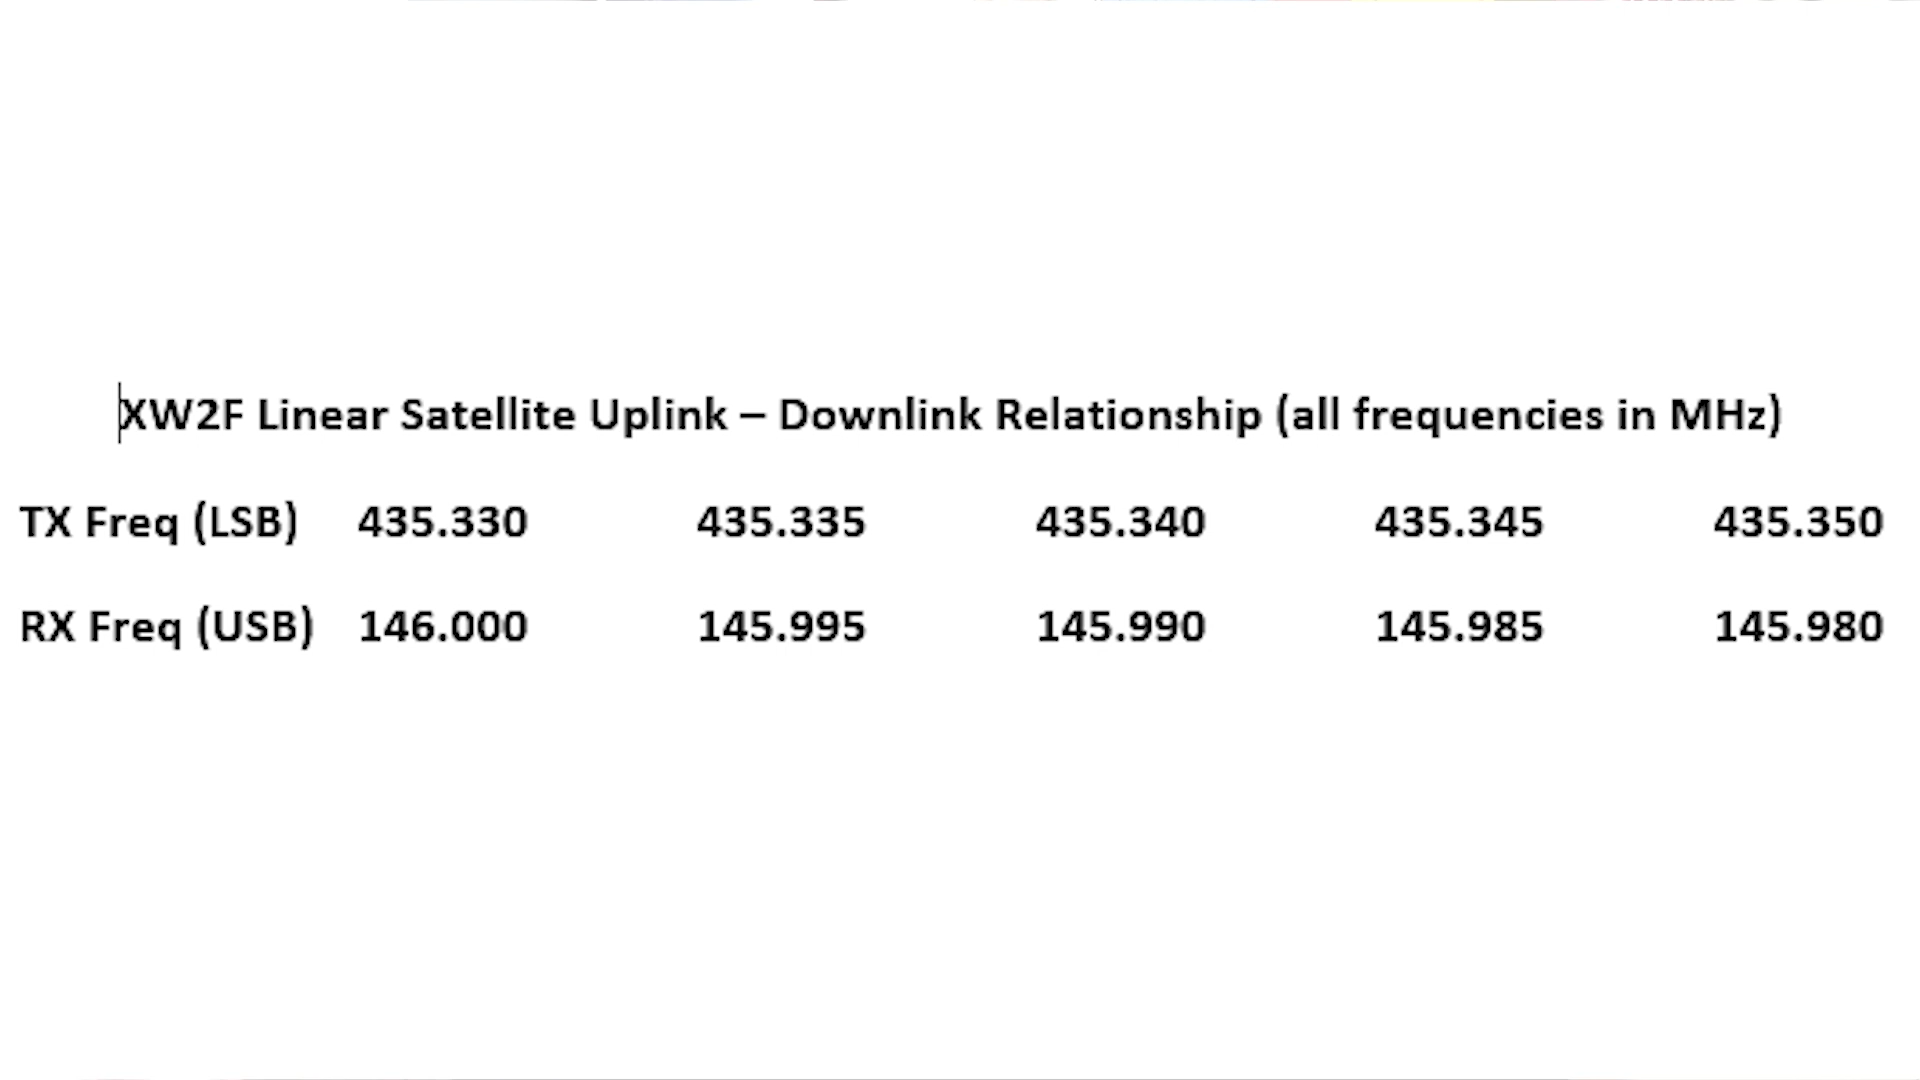 XW2F Linear Satellite Uplink – Downlink Relationship (all frequencies in MHz)
TX Freq (LSB) 435.330 435.335 435.340 435.345 435.350
RX Freq (USB) 146.000 145.995 145.990 145.985 145.980